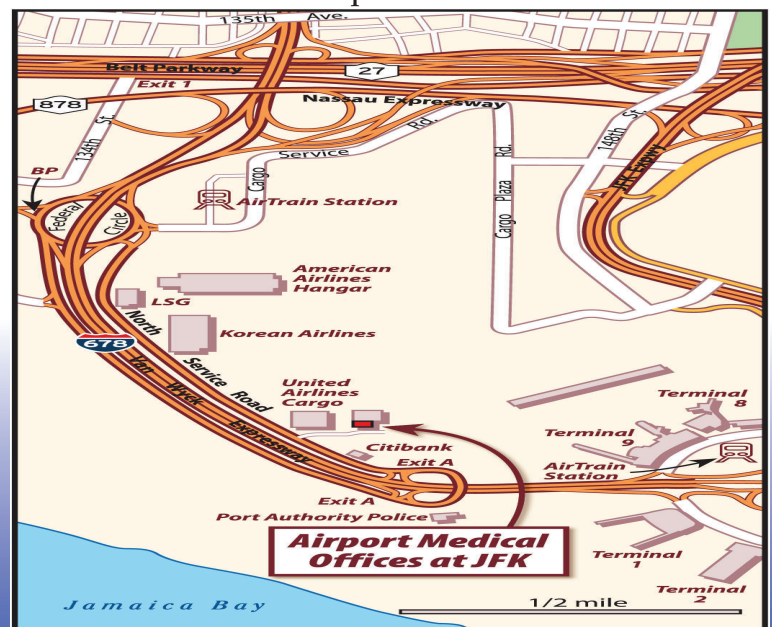 135th Ave.
Belt Parkway
27
Exit 1
878
Nassau Expressway
134th St.
148th St.
Service Rd.
Cargo
Cargo Plaza Rd.
JFK Expwy
BP
Federal Circle
AirTrain Station
American
Airlines
Hangar
LSG
North Service Road
Korean Airlines
678
Van Wyck Expressway
United
Airlines
Cargo
Terminal
8
Terminal
9
Citibank
Exit A
AirTrain
Station
Exit A
Port Authority Police
Airport Medical
Offices at JFK
Terminal
1
Terminal
2
Jamaica Bay
1/2 mile